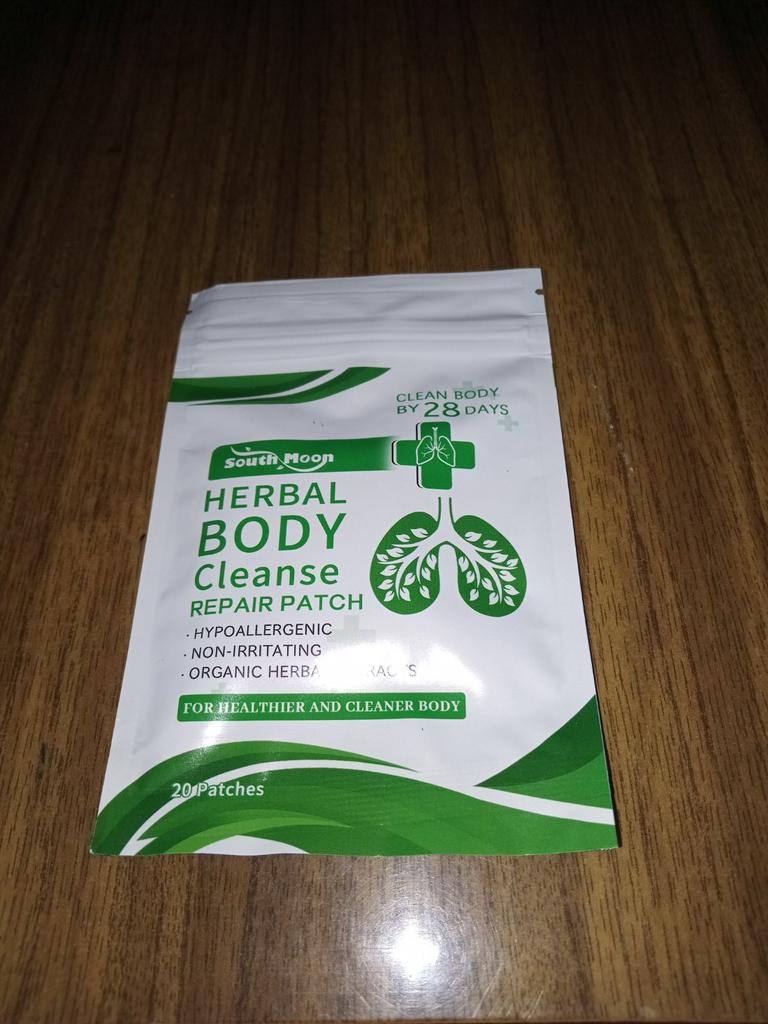 CLEAN BODY
BY 28 DAYS
South Moon
HERBAL
BODY
Cleanse
REPAIR PATCH
· HYPOALLERGENIC
· NON-IRRITATING
· ORGANIC
FOR HEALTHIER AND CLEANER BODY
20 Patches